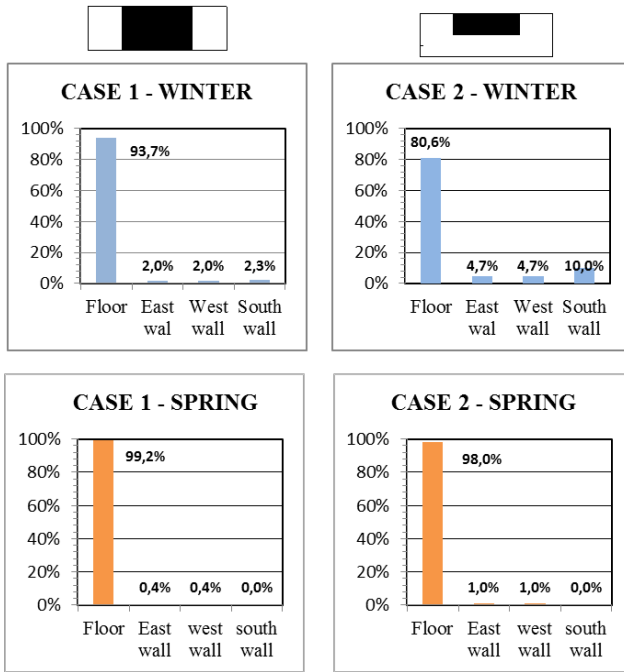 CASE 1 - WINTER
100%
80%
60%
40%
20%
0%
93,7%
2,0% 2,0% 2,3%
Floor East West South
wal wall wall
CASE 2 - WINTER
100%
80%
60%
40%
20%
0%
80,6%
4,7% 4,7% 10,0%
Floor East West South
wal wall wall
CASE 1 - SPRING
100%
80%
60%
40%
20%
0%
99,2%
0,4% 0,4% 0,0%
Floor East west south
wall wall wall
CASE 2 - SPRING
100%
80%
60%
40%
20%
0%
98,0%
1,0% 1,0% 0,0%
Floor East west south
wall wall wall